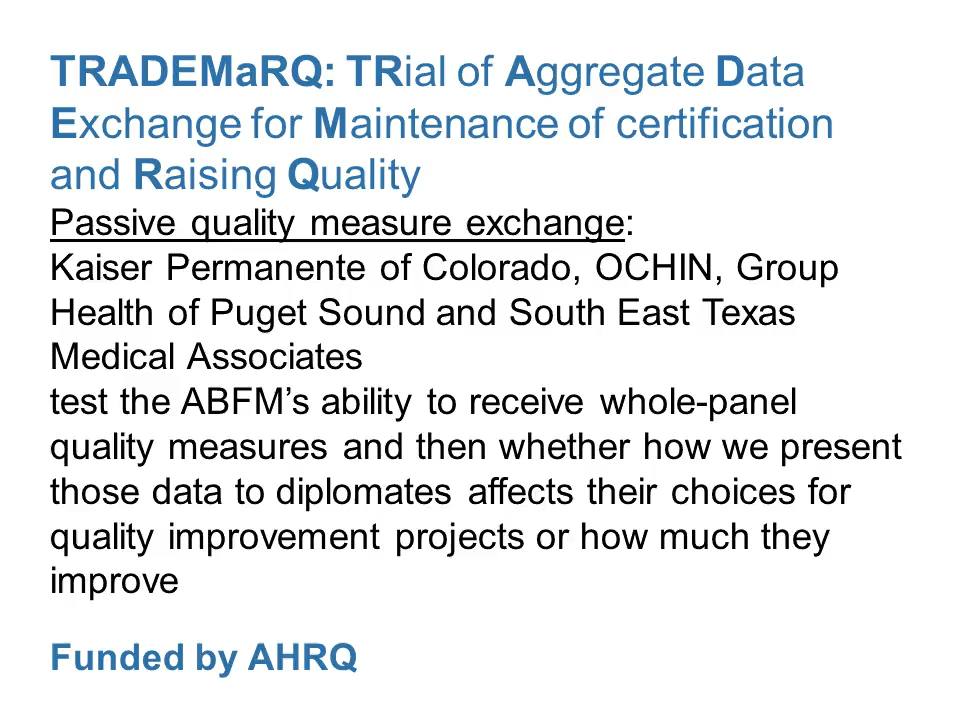 TRADEMaRQ: TRial of Aggregate Data
Exchange for Maintenance of certification
and Raising Quality
Passive quality measure exchange:
Kaiser Permanente of Colorado, OCHIN, Group
Health of Puget Sound and South East Texas
Medical Associates
test the ABFM’s ability to receive whole-panel
quality measures and then whether how we present
those data to diplomates affects their choices for
quality improvement projects or how much they
improve
Funded by AHRQ